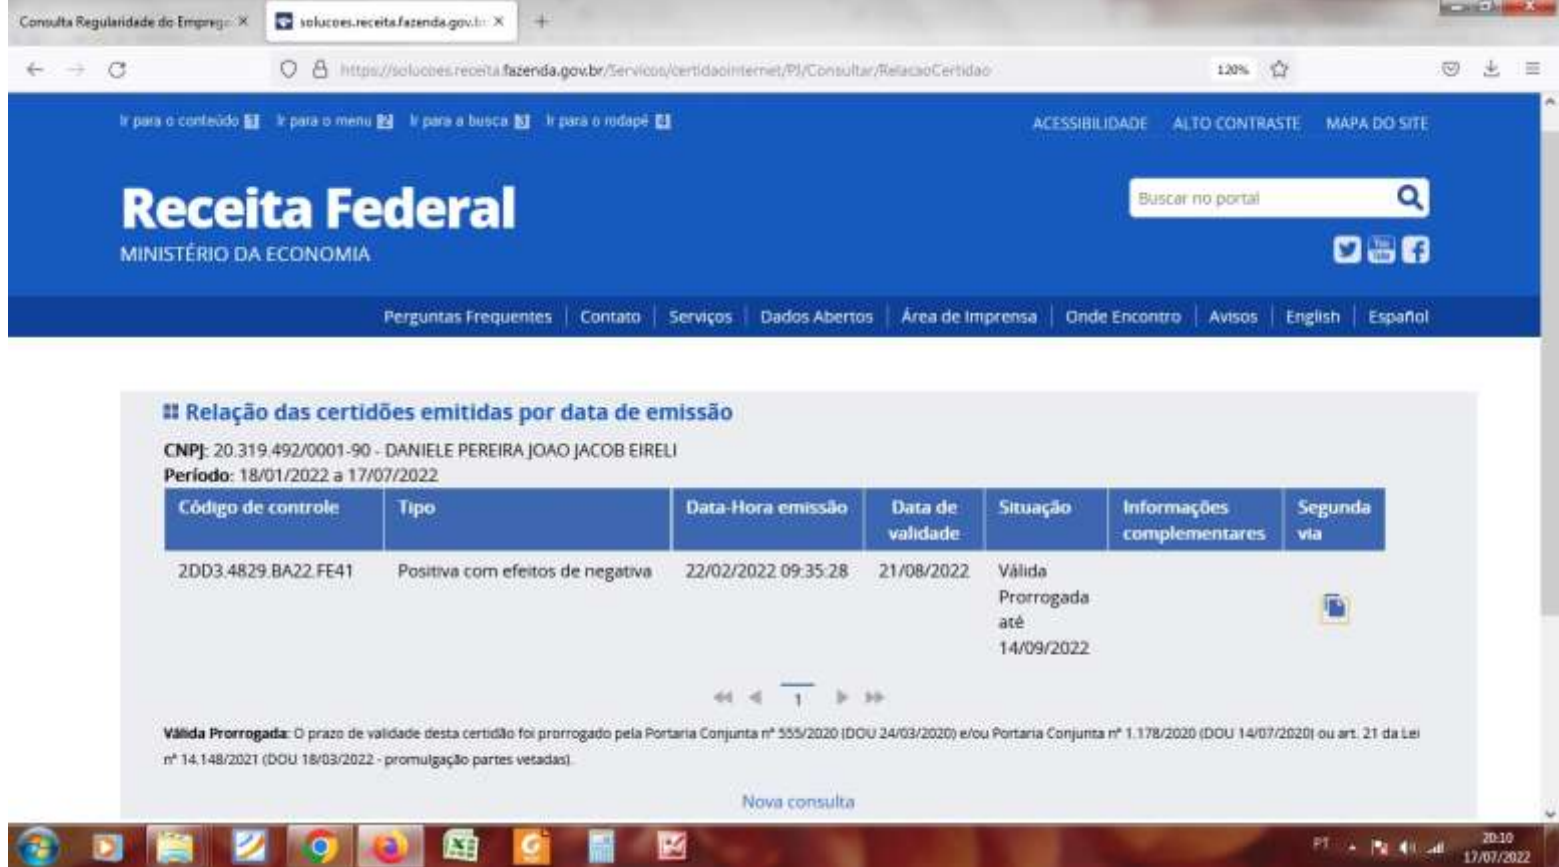 Consulta Regularidade do Emprega
solucoes.receita.fazenda.gov.b
https://solucoes.receita.fazenda.gov.br/Servicos/certidaointernet/PJ/Consultar/RelacaoCertidao
120%
Ir para o conteúdo 1 Ir para o menu 2 Ir para a busca 3 Ir para o rodapé 4
ACESSIBILIDADE ALTO CONTRASTE MAPA DO SITE
Receita Federal
Buscar no portal
MINISTÉRIO DA ECONOMIA
You Tube
Perguntas Frequentes Contato Serviços Dados Abertos Área de Imprensa Onde Encontro Avisos English Español
Relação das certidões emitidas por data de emissão
CNPJ: 20.319.492/0001-90 - DANIELE PEREIRA JOAO JACOB EIRELI
Período: 18/01/2022 a 17/07/2022
Código de controle Tipo Data-Hora emissão Data de validade Situação Informações complementares Segunda via
2DD3.4829.BA22.FE41 Positiva com efeitos de negativa 22/02/2022 09:35:28 21/08/2022 Válida
Prorrogada
até
14/09/2022
1
Válida Prorrogada: O prazo de validade desta certidão foi prorrogado pela Portaria Conjunta nº 555/2020 (DOU 24/03/2020) e/ou Portaria Conjunta nº 1.178/2020 (DOU 14/07/2020) ou art. 21 da Lei
nº 14.148/2021 (DOU 18/03/2022 - promulgação partes vetadas).
Nova consulta
PT
20:10
17/07/2022